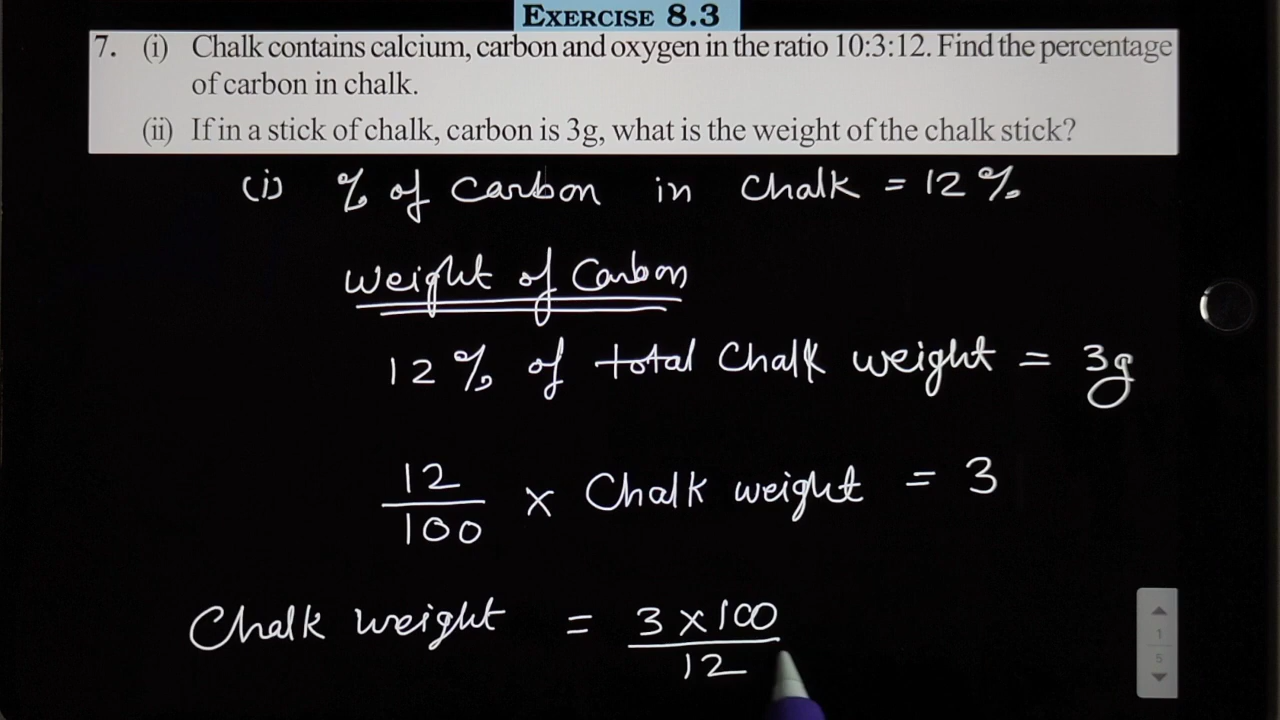 EXERCISE 8.3
7. (i) Chalk contains calcium, carbon and oxygen in the ratio 10:3:12. Find the percentage
of carbon in chalk.
(ii) If in a stick of chalk, carbon is 3g, what is the weight of the chalk stick?
(i) % of Carbon in Chalk = 12 %
Weight of Carbon
12 % of total Chalk weight = 3g
12/100 × Chalk weight = 3
Chalk weight = 3 × 100/12
1
5